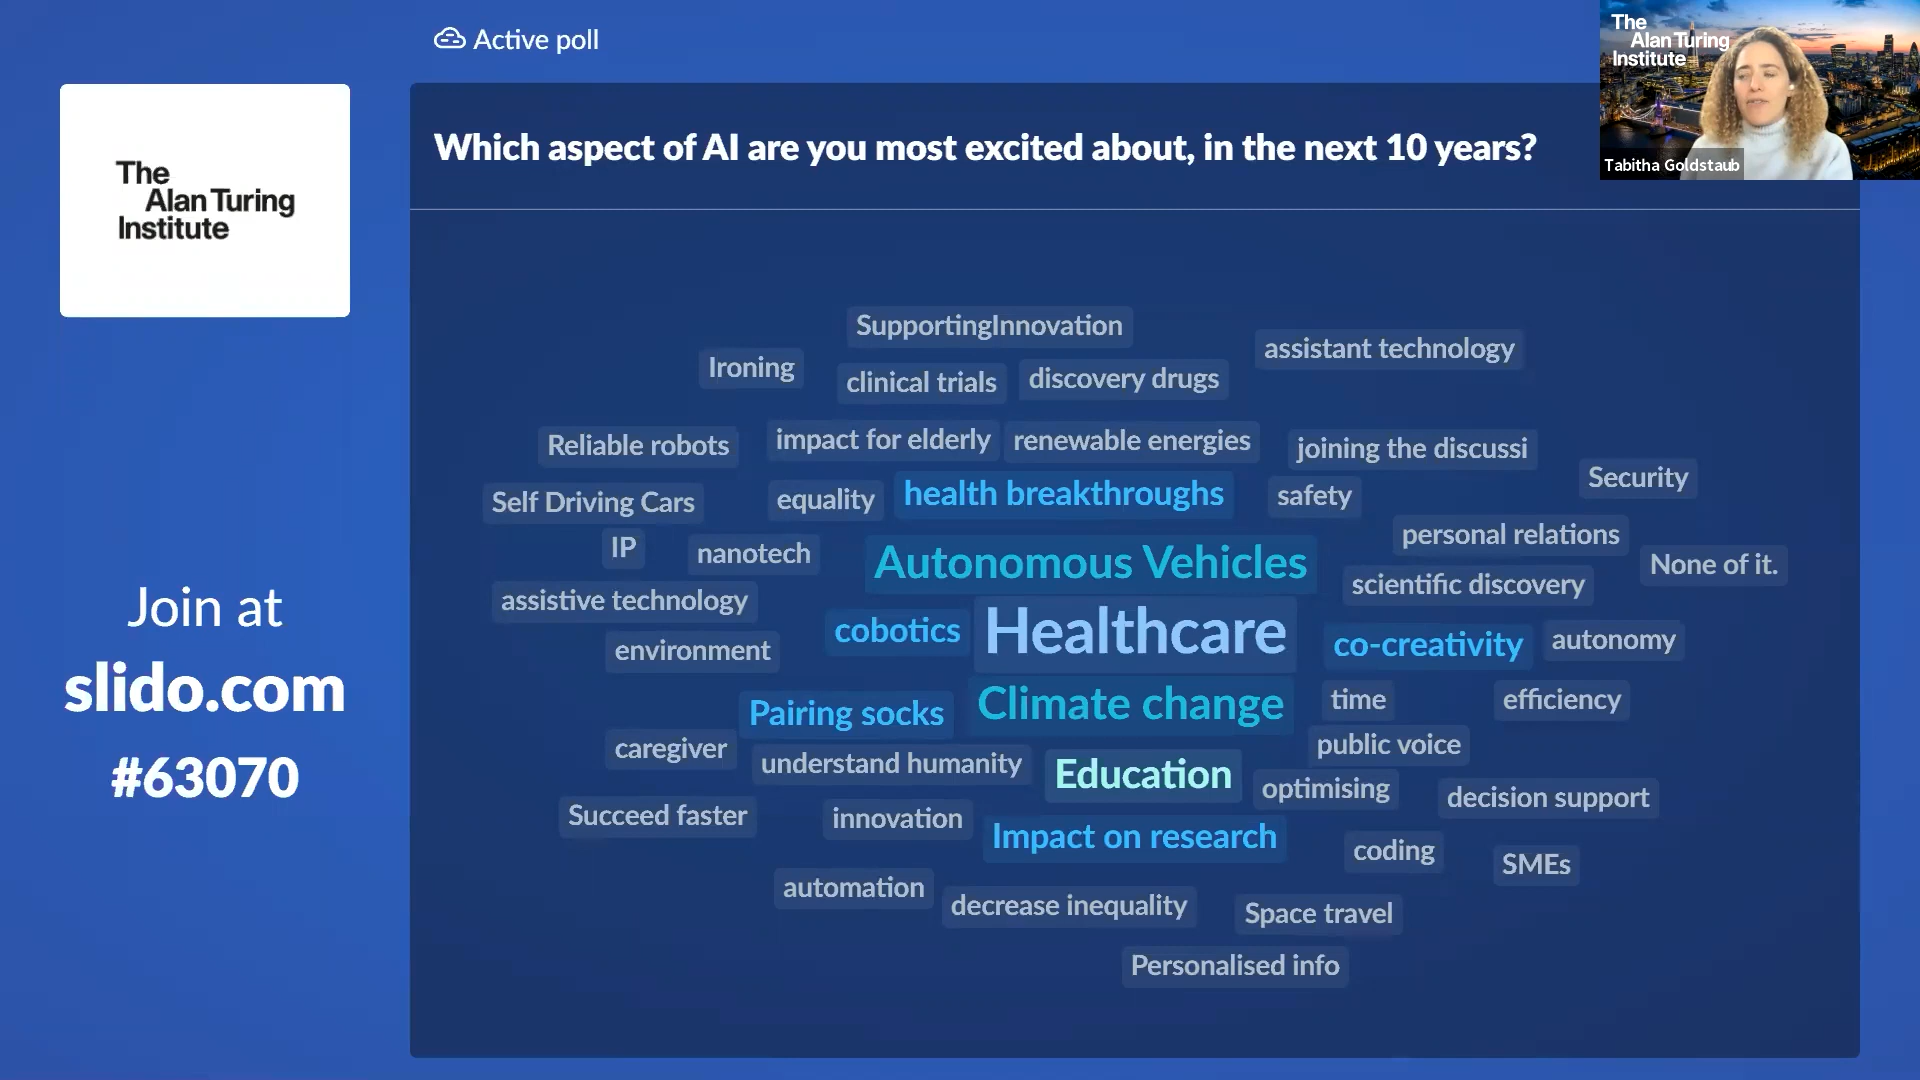 Active poll
The
Alan Turing
Institute
Tabitha Goldstaub
The
Alan Turing
Institute
Which aspect of AI are you most excited about, in the next 10 years?
SupportingInnovation
assistant technology
Ironing
clinical trials
discovery drugs
Reliable robots
impact for elderly
renewable energies
joining the discussi
Security
Self Driving Cars
equality
health breakthroughs
safety
IP
nanotech
Autonomous Vehicles
personal relations
None of it.
assistive technology
scientific discovery
cobotics
Healthcare
co-creativity
autonomy
environment
Pairing socks
Climate change
time
efficiency
caregiver
understand humanity
Education
public voice
optimising
decision support
Succeed faster
innovation
Impact on research
coding
SMEs
automation
decrease inequality
Space travel
Personalised info
Join at
slido.com
#63070